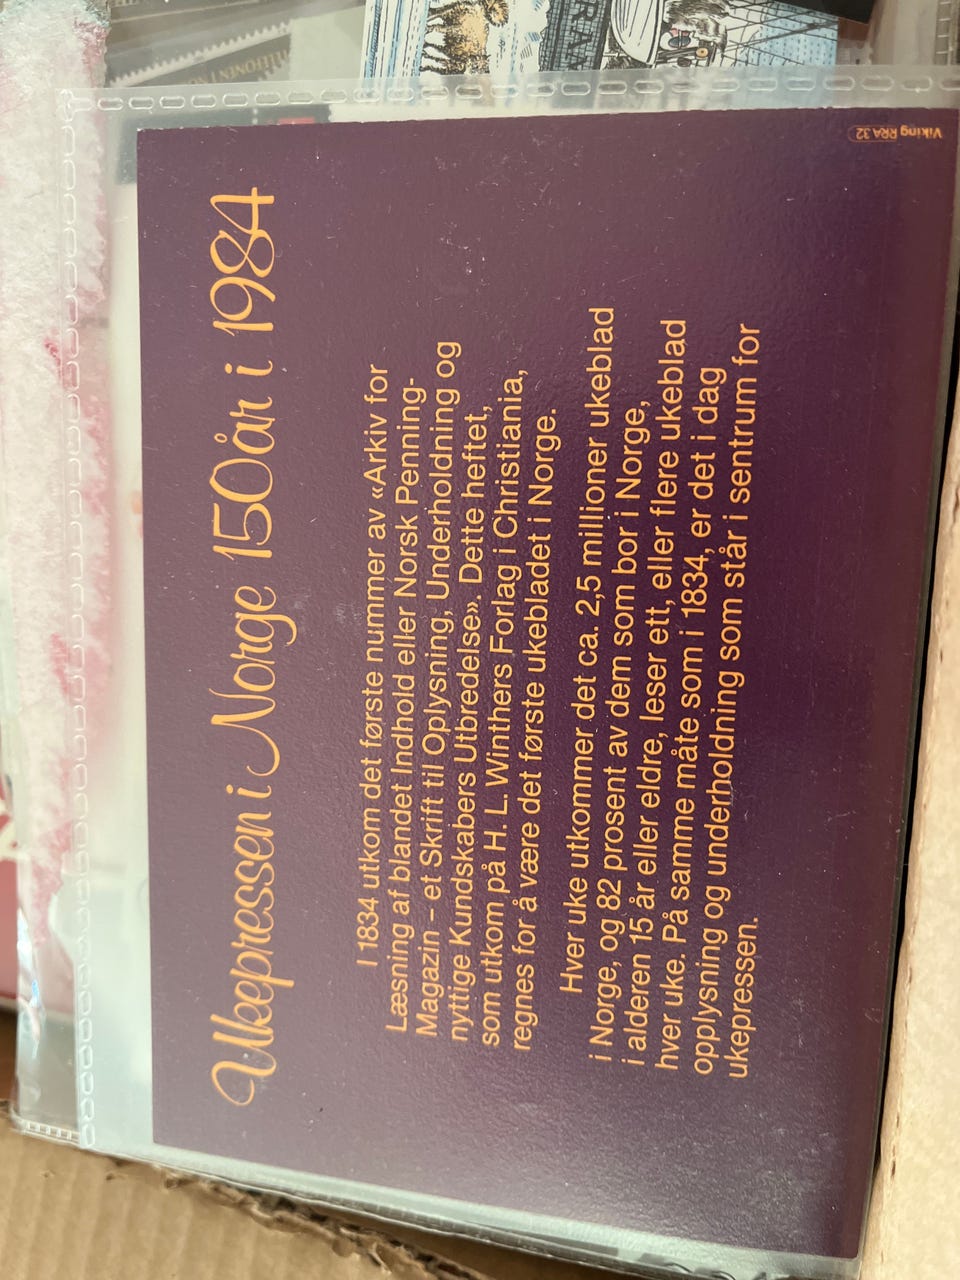 Ukepressen i Norge 150 år i 1984
I 1834 utkom det første nummer av «Arkiv for
Læsning af blandet Indhold eller Norsk Penning-
Magazin – et Skrift til Oplysning, Underholdning og
nyttige Kundskabers Utbredelse». Dette heftet,
som utkom på H. L. Winthers Forlag i Christiania,
regnes for å være det første ukebladet i Norge.
Hver uke utkommer det ca. 2,5 millioner ukeblad
i Norge, og 82 prosent av dem som bor i Norge,
i alderen 15 år eller eldre, leser ett, eller flere ukeblad
hver uke. På samme måte som i 1834, er det i dag
opplysning og underholdning som står i sentrum for
ukepressen.
Viking RRA 32